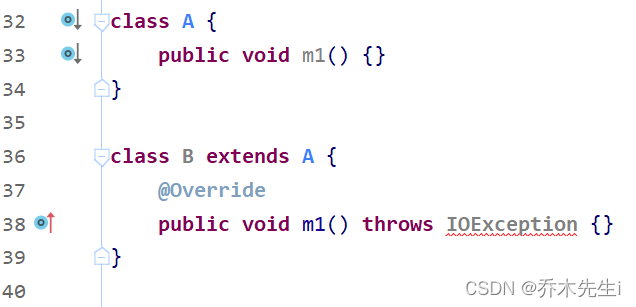 32 class A {
33     public void m1() {}
34 }
35
36 class B extends A {
37     @Override
38     public void m1() throws IOException {}
39 }
40
CSDN @乔木先生i